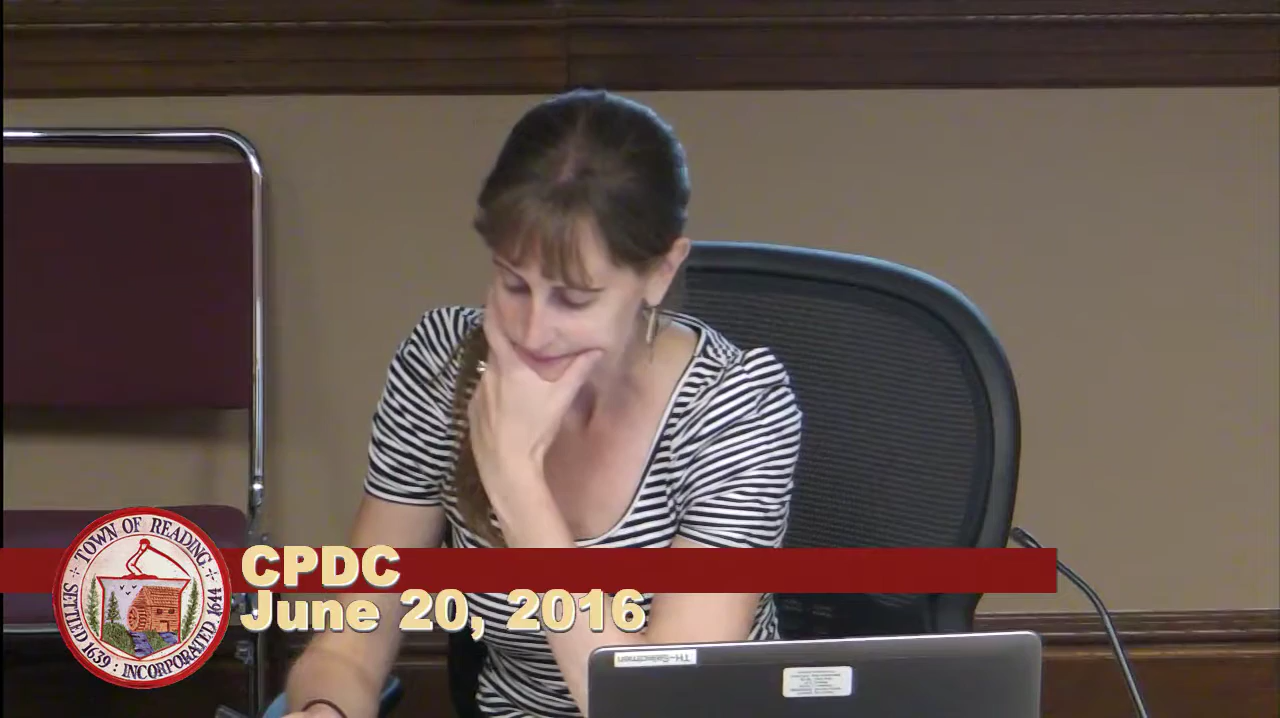 CPDC
June 20, 2016
TOWN OF READING
SETTLED 1639 : INCORPORATED 1644
TH-Selectmen